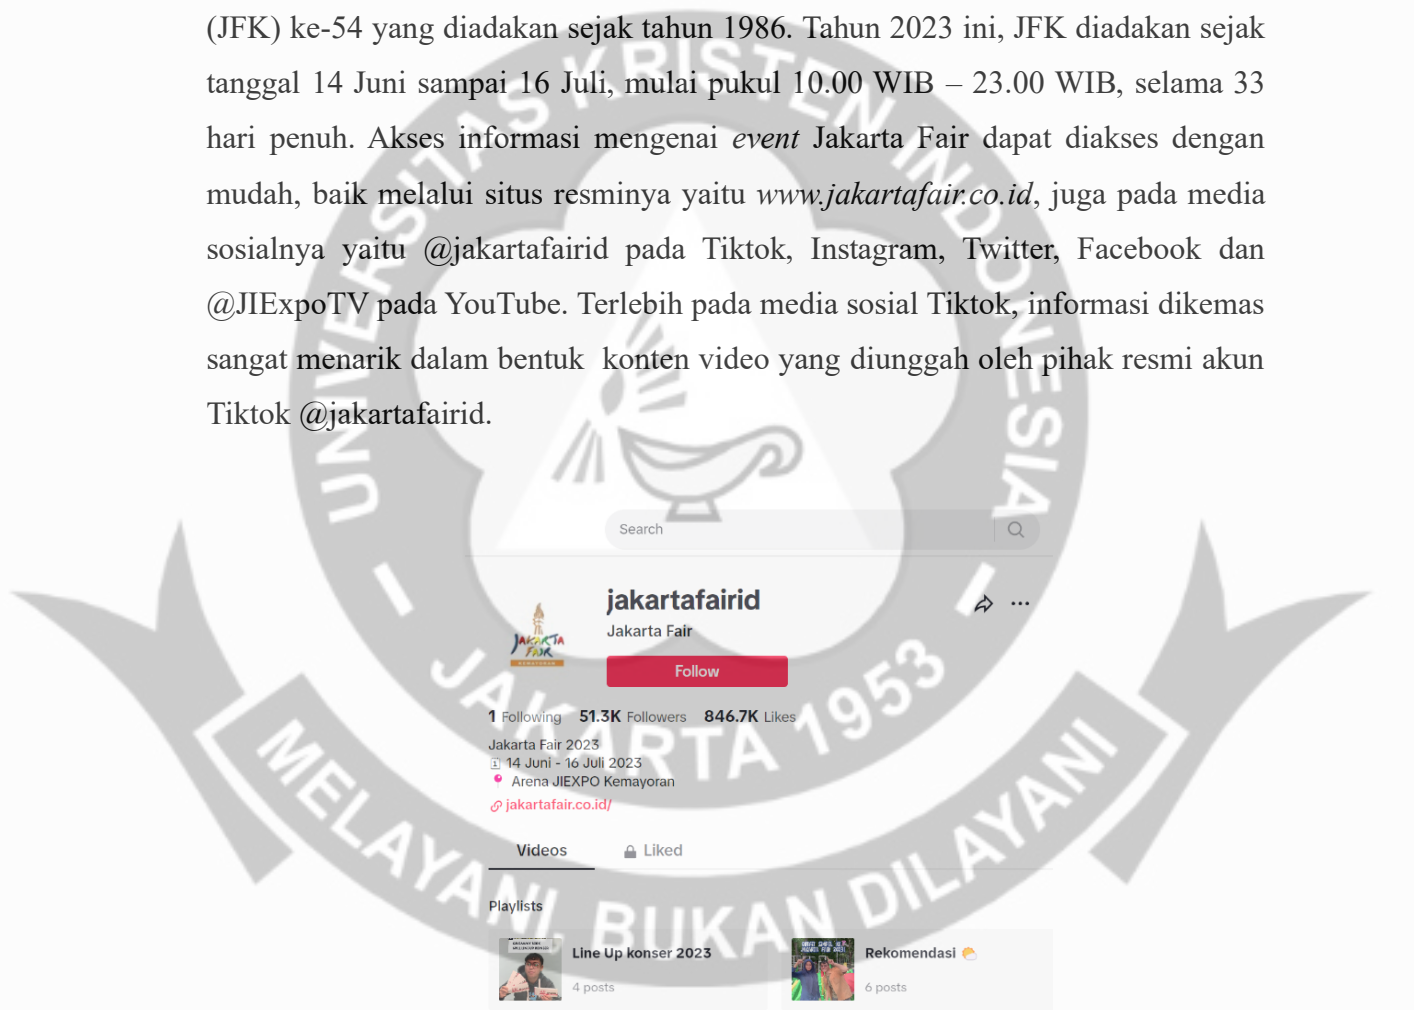 (JFK) ke-54 yang diadakan sejak tahun 1986. Tahun 2023 ini, JFK diadakan sejak
tanggal 14 Juni sampai 16 Juli, mulai pukul 10.00 WIB – 23.00 WIB, selama 33
hari penuh. Akses informasi mengenai event Jakarta Fair dapat diakses dengan
mudah, baik melalui situs resminya yaitu www.jakartafair.co.id, juga pada media
sosialnya yaitu @jakartafairid pada Tiktok, Instagram, Twitter, Facebook dan
@JIExpoTV pada YouTube. Terlebih pada media sosial Tiktok, informasi dikemas
sangat menarik dalam bentuk konten video yang diunggah oleh pihak resmi akun
Tiktok @jakartafairid.
UNIVERSITAS KRISTEN INDONESIA
JAKARTA 1953
MELAYANI, BUKAN DILAYANI
Search
JAKARTA
FAIR
KEMAYORAN
jakartafairid
Jakarta Fair
Follow
1 Following 51.3K Followers 846.7K Likes
Jakarta Fair 2023
14 Juni - 16 Juli 2023
Arena JIEXPO Kemayoran
jakartafair.co.id/
Videos Liked
Playlists
Line Up konser 2023
4 posts
Rekomendasi
6 posts